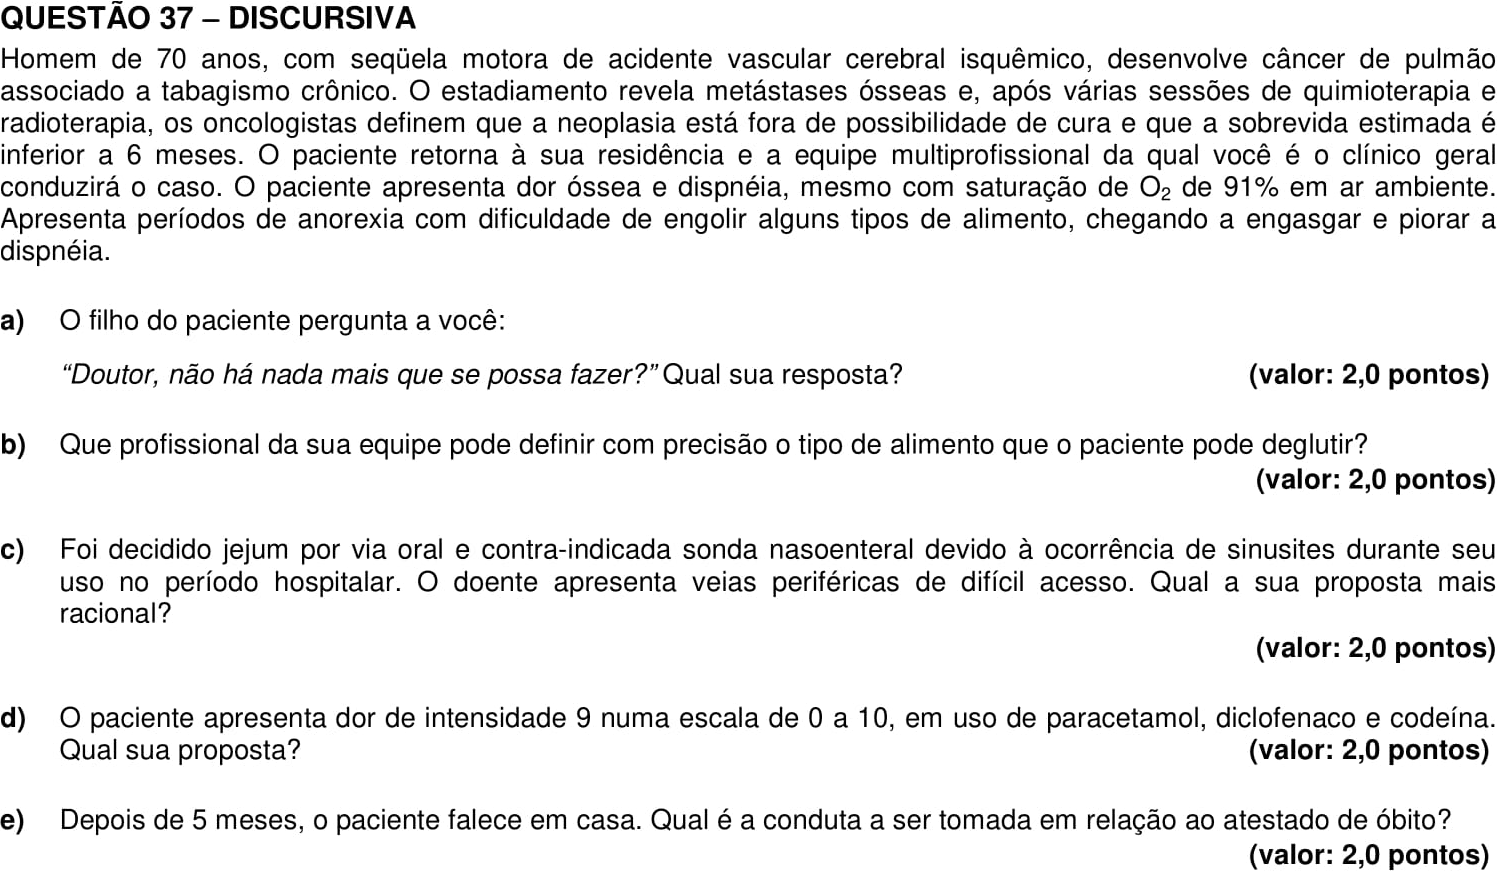 QUESTÃO 37 – DISCURSIVA
Homem de 70 anos, com seqüela motora de acidente vascular cerebral isquêmico, desenvolve câncer de pulmão
associado a tabagismo crônico. O estadiamento revela metástases ósseas e, após várias sessões de quimioterapia e
radioterapia, os oncologistas definem que a neoplasia está fora de possibilidade de cura e que a sobrevida estimada é
inferior a 6 meses. O paciente retorna à sua residência e a equipe multiprofissional da qual você é o clínico geral
conduzirá o caso. O paciente apresenta dor óssea e dispnéia, mesmo com saturação de O₂ de 91% em ar ambiente.
Apresenta períodos de anorexia com dificuldade de engolir alguns tipos de alimento, chegando a engasgar e piorar a
dispnéia.
a) O filho do paciente pergunta a você:
“Doutor, não há nada mais que se possa fazer?” Qual sua resposta? (valor: 2,0 pontos)
b) Que profissional da sua equipe pode definir com precisão o tipo de alimento que o paciente pode deglutir?
(valor: 2,0 pontos)
c) Foi decidido jejum por via oral e contra-indicada sonda nasoenteral devido à ocorrência de sinusites durante seu
uso no período hospitalar. O doente apresenta veias periféricas de difícil acesso. Qual a sua proposta mais
racional?
(valor: 2,0 pontos)
d) O paciente apresenta dor de intensidade 9 numa escala de 0 a 10, em uso de paracetamol, diclofenaco e codeína.
Qual sua proposta? (valor: 2,0 pontos)
e) Depois de 5 meses, o paciente falece em casa. Qual é a conduta a ser tomada em relação ao atestado de óbito?
(valor: 2,0 pontos)